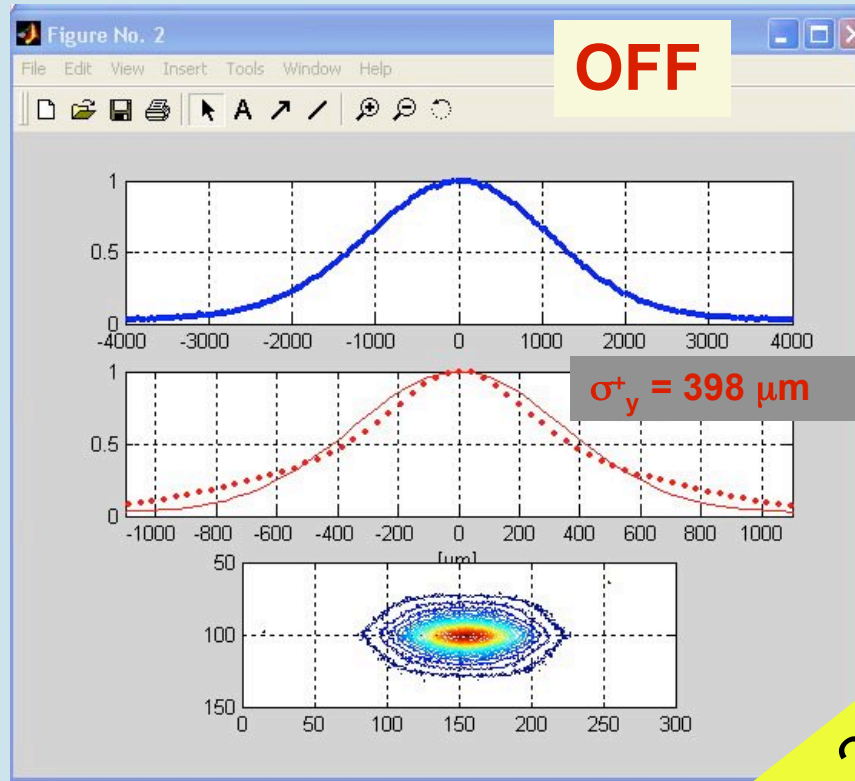 Figure No. 2
OFF
File Edit View Insert Tools Window Help
A
1
0.5
0
-4000 -3000 -2000 -1000 0 1000 2000 3000 4000
σ⁺y = 398 μm
1
0.5
0
-1000 -800 -600 -400 -200 0 200 400 600 800 1000
[um]
50
100
150
0 50 100 150 200 250 300